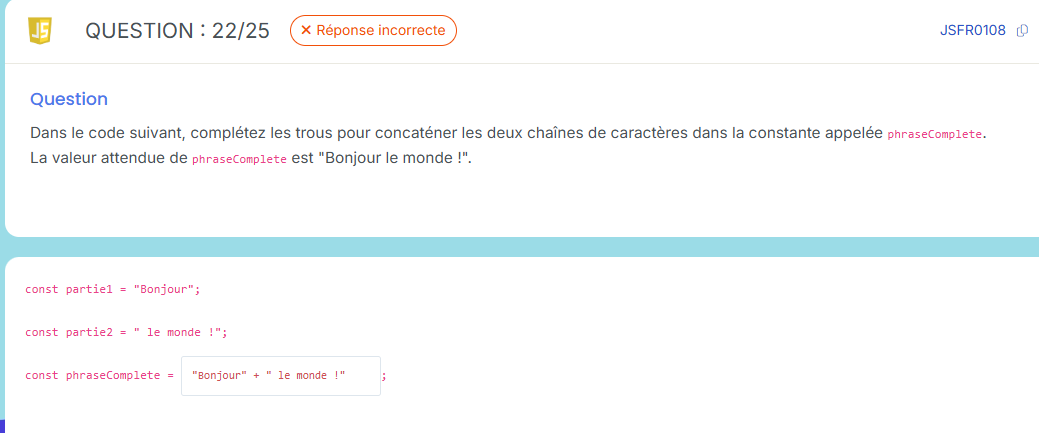 JS
QUESTION : 22/25
✕ Réponse incorrecte
JSFR0108
Question
Dans le code suivant, complétez les trous pour concaténer les deux chaînes de caractères dans la constante appelée phraseComplete.
La valeur attendue de phraseComplete est "Bonjour le monde !".
const partie1 = "Bonjour";
const partie2 = " le monde !";
const phraseComplete = "Bonjour" + " le monde !" ;